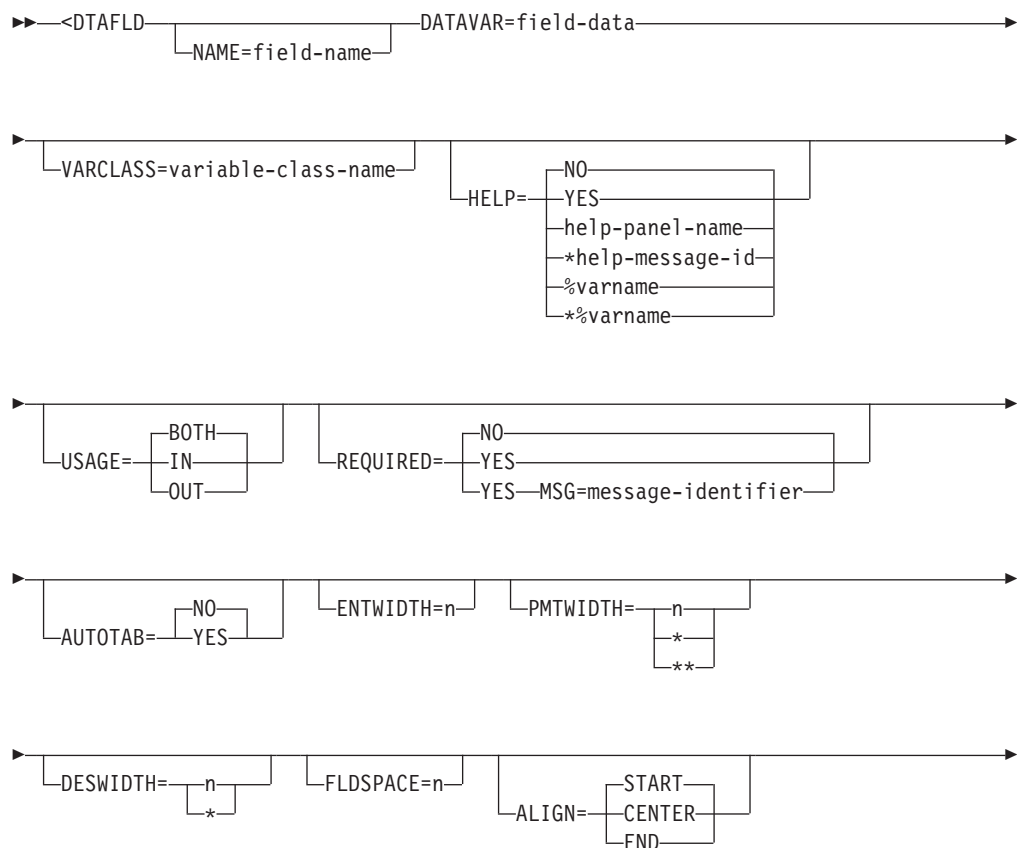 <DTAFLD DATAVAR=field-data
NAME=field-name
VARCLASS=variable-class-name
NO
HELP= YES
help-panel-name
*help-message-id
%varname
*%varname
BOTH NO
USAGE= IN REQUIRED= YES
OUT YES MSG=message-identifier
NO ENTWIDTH=n PMTWIDTH= n
AUTOTAB= YES *
**
DESWIDTH= n FLDSPACE=n START
* ALIGN= CENTER
END